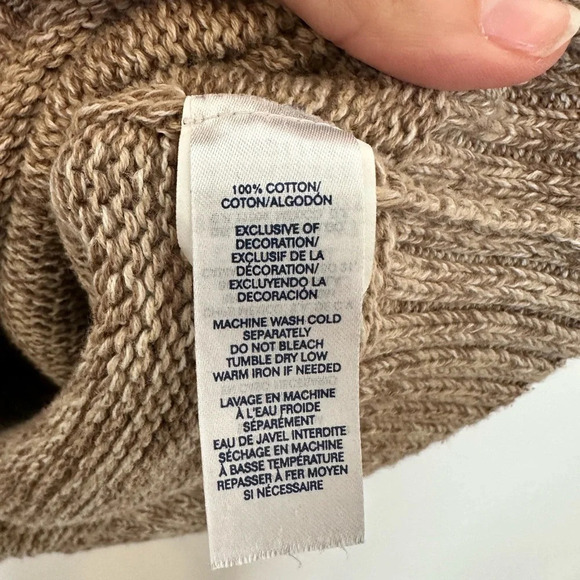 100% COTTON/
COTON/ALGODÓN
EXCLUSIVE OF
DECORATION/
EXCLUSIF DE LA
DÉCORATION/
EXCLUYENDO LA
DECORACIÓN
MACHINE WASH COLD
SEPARATELY
DO NOT BLEACH
TUMBLE DRY LOW
WARM IRON IF NEEDED
LAVAGE EN MACHINE
À L'EAU FROIDE
SÉPARÉMENT
EAU DE JAVEL INTERDITE
SÉCHAGE EN MACHINE
À BASSE TEMPÉRATURE
REPASSER À FER MOYEN
SI NÉCESSAIRE